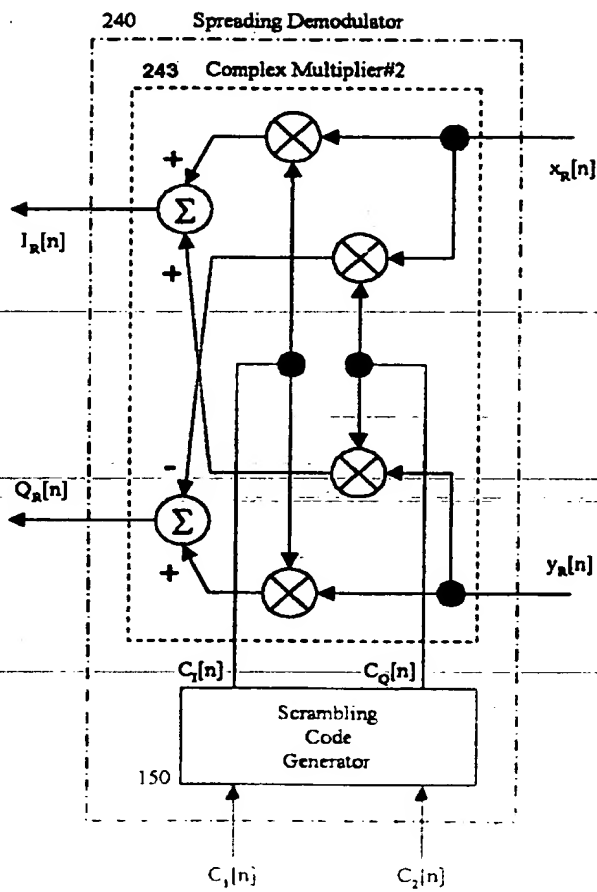 240 Spreading Demodulator
243 Complex Multiplier#2
+
x_R[n]
Σ
I_R[n]
+
-
Q_R[n]
Σ
y_R[n]
+
C_I[n] C_Q[n]
Scrambling
Code
Generator
150
C_1[n] C_2[n]